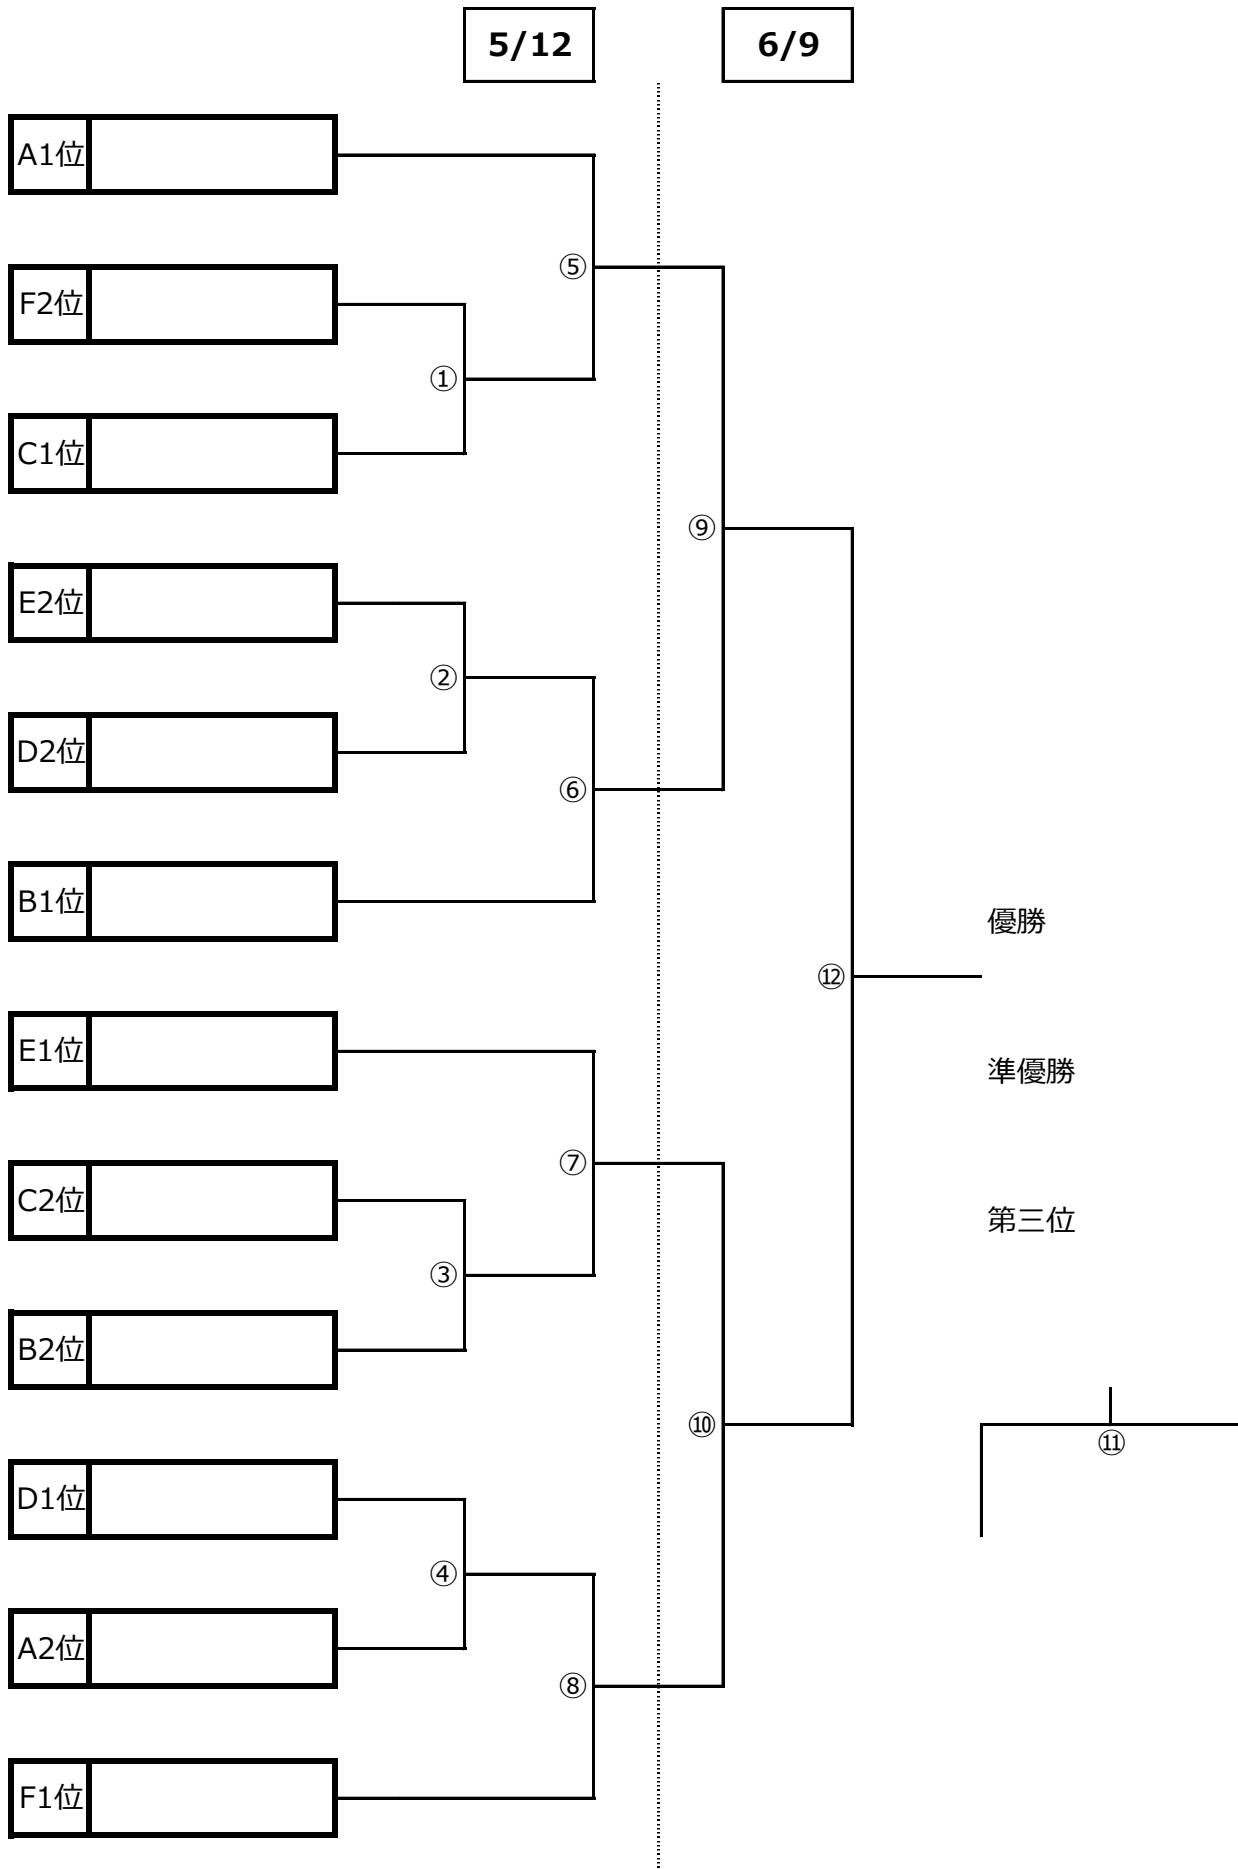 5/12
6/9
A1位
⑤
F2位
①
C1位
⑨
E2位
②
D2位
⑥
B1位
優勝
⑫
E1位
準優勝
⑦
C2位
第三位
③
B2位
⑩
⑪
D1位
④
A2位
⑧
F1位